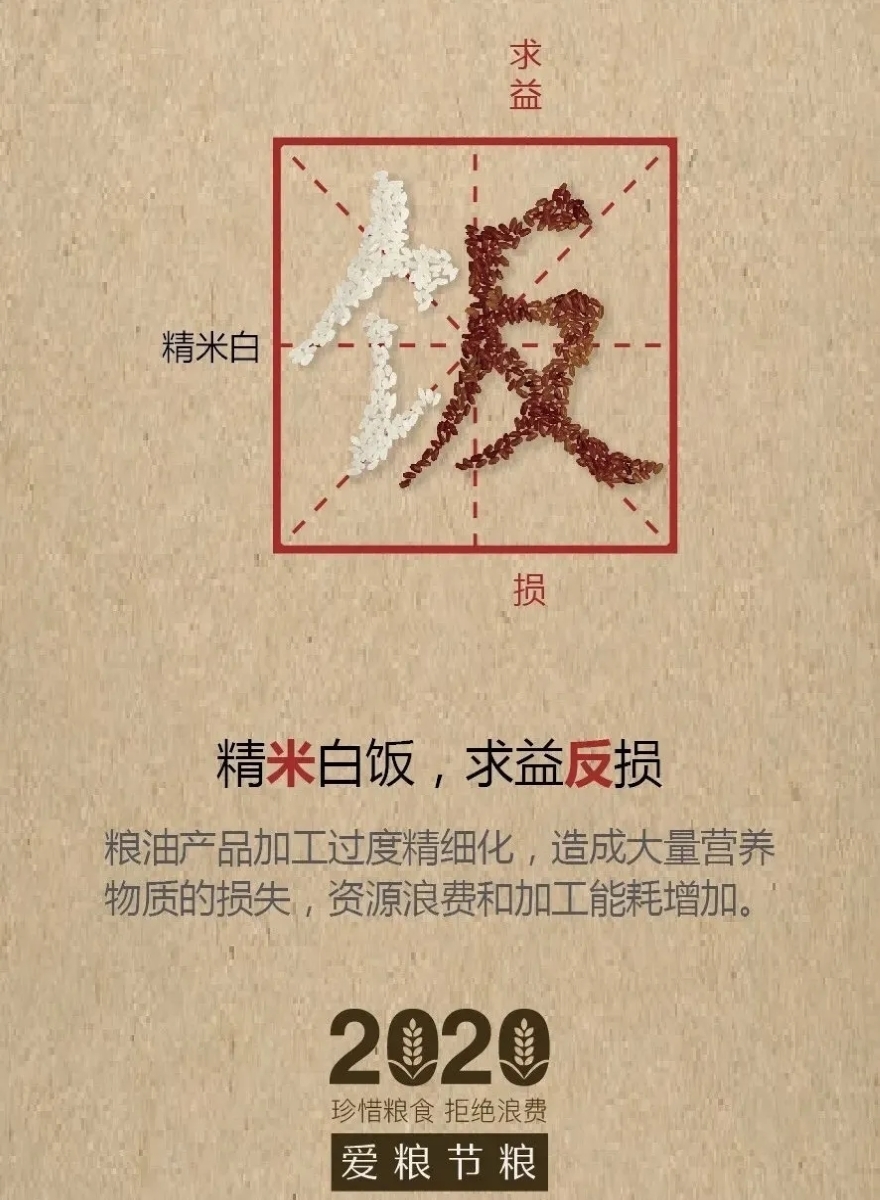 求
益
饭
精米白
损
精米白饭，求益反损
粮油产品加工过度精细化，造成大量营养
物质的损失，资源浪费和加工能耗增加。
2020
珍惜粮食 拒绝浪费
爱粮节粮